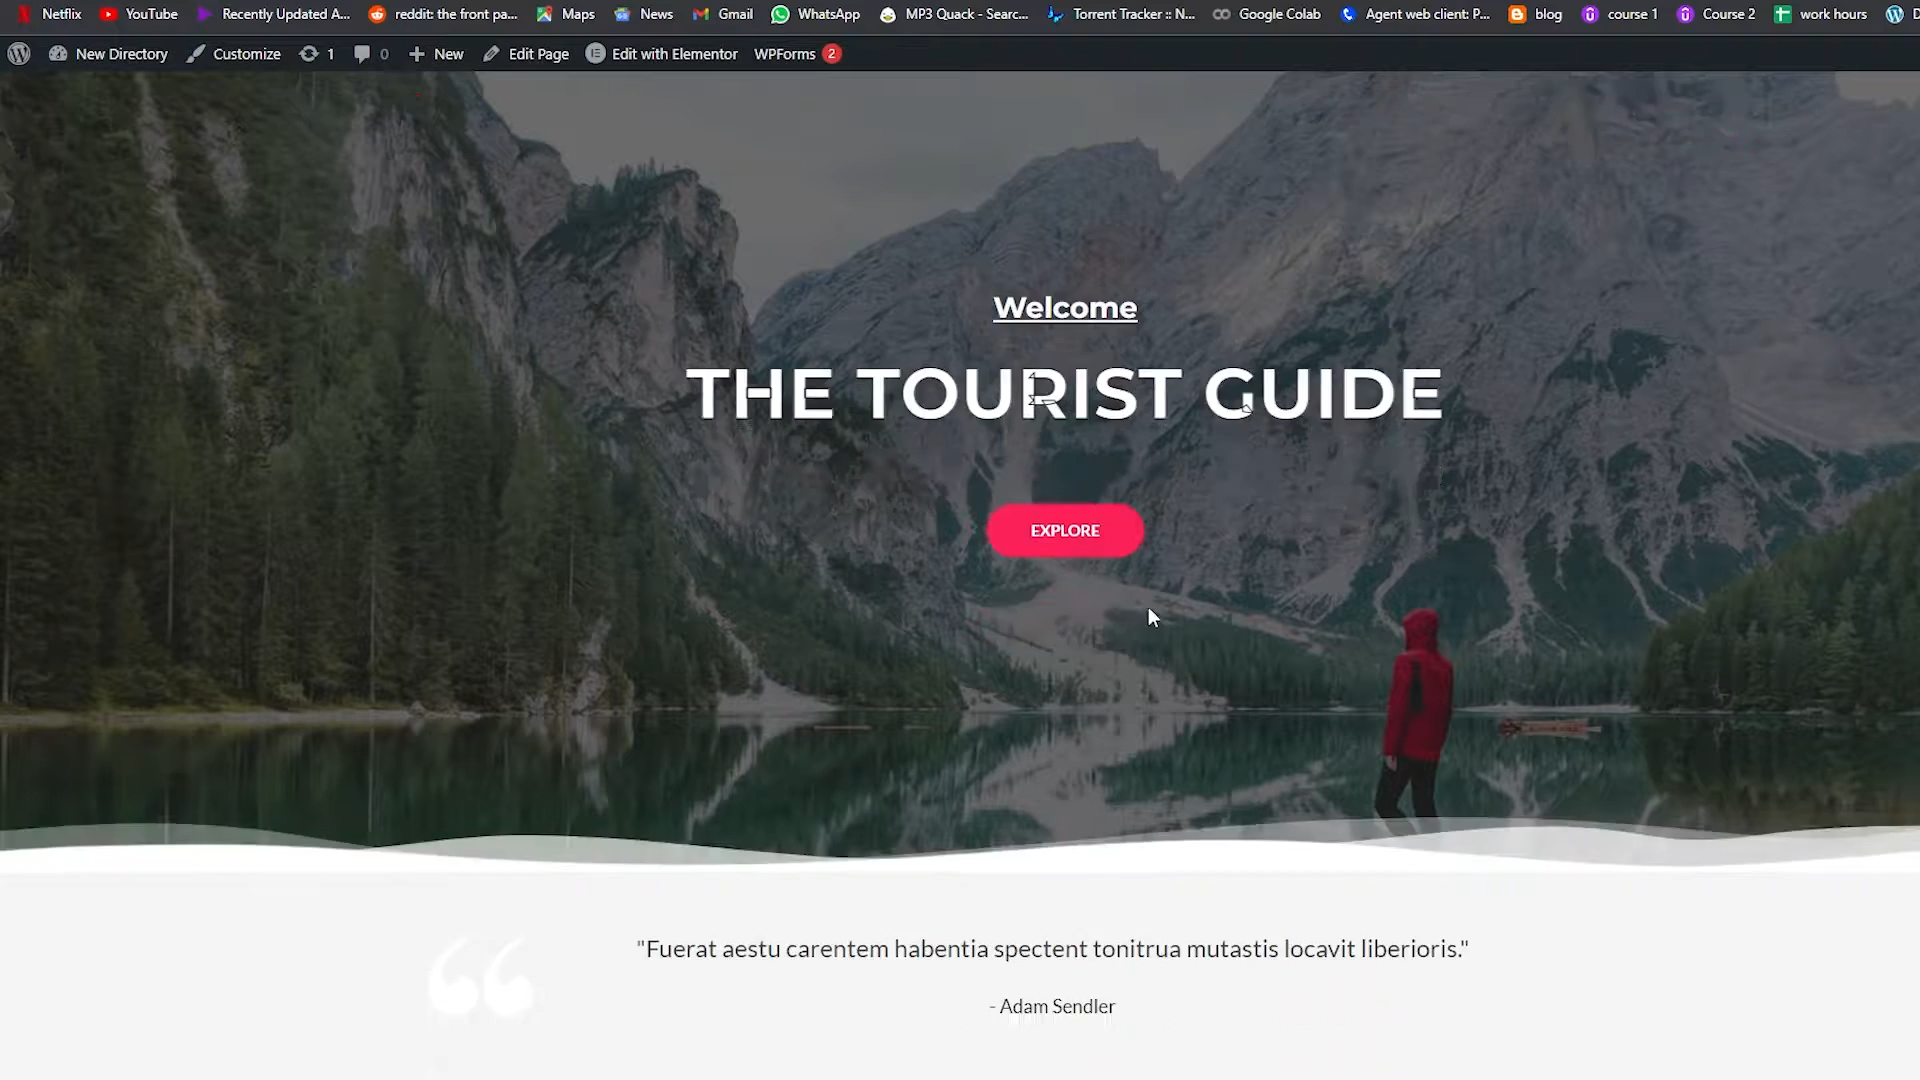 Netflix YouTube Recently Updated A... reddit: the front pa... Maps News Gmail WhatsApp MP3 Quack - Searc... Torrent Tracker :: N... Google Colab Agent web client: P... blog course 1 Course 2 work hours
New Directory Customize 1 0 New Edit Page Edit with Elementor WPForms 2
Welcome
THE TOURIST GUIDE
EXPLORE
"Fuerat aestu carentem habentia spectent tonitrua mutastis locavit liberioris."
- Adam Sendler